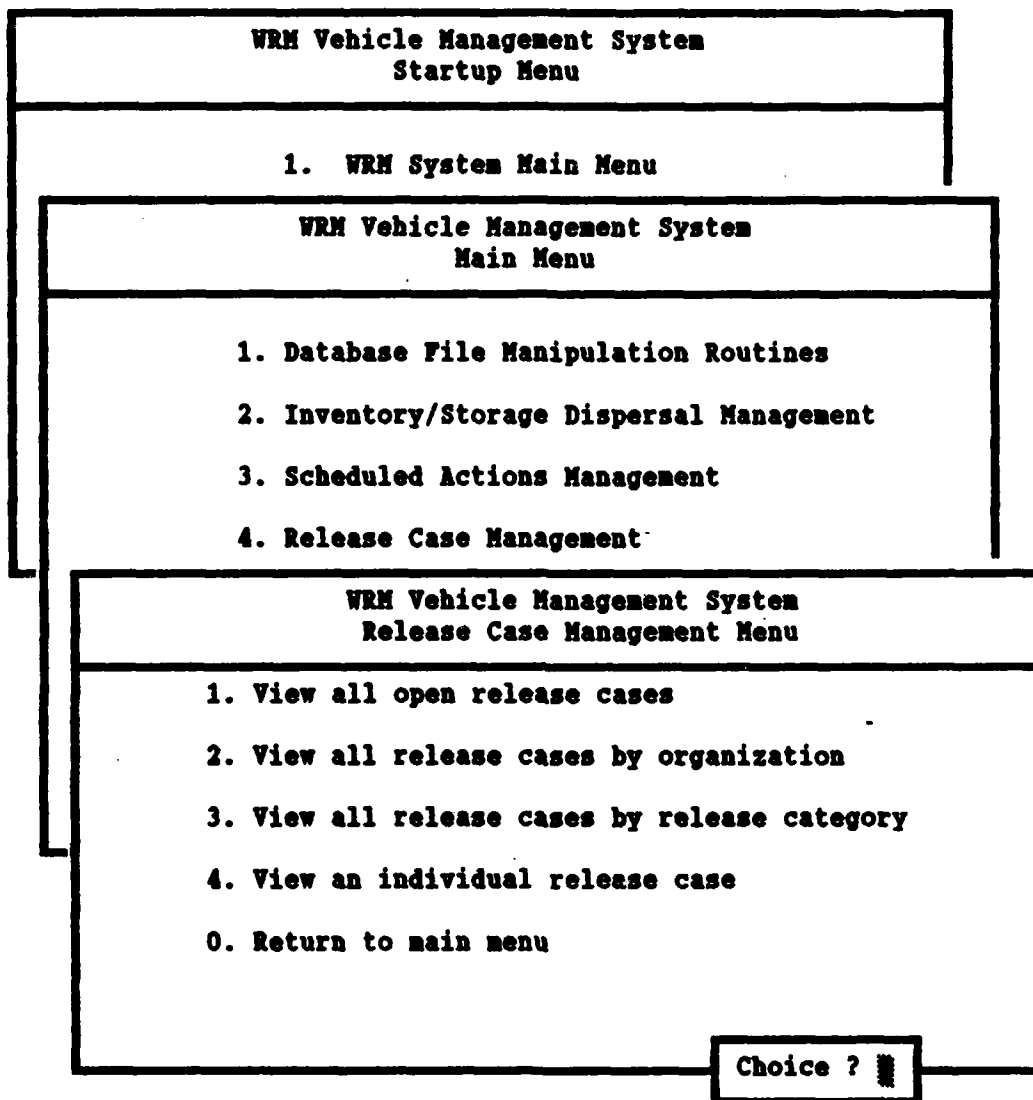 WRM Vehicle Management System
Startup Menu
1. WRM System Main Menu
WRM Vehicle Management System
Main Menu
1. Database File Manipulation Routines
2. Inventory/Storage Dispersal Management
3. Scheduled Actions Management
4. Release Case Management
WRM Vehicle Management System
Release Case Management Menu
1. View all open release cases
2. View all release cases by organization
3. View all release cases by release category
4. View an individual release case
0. Return to main menu
Choice ?